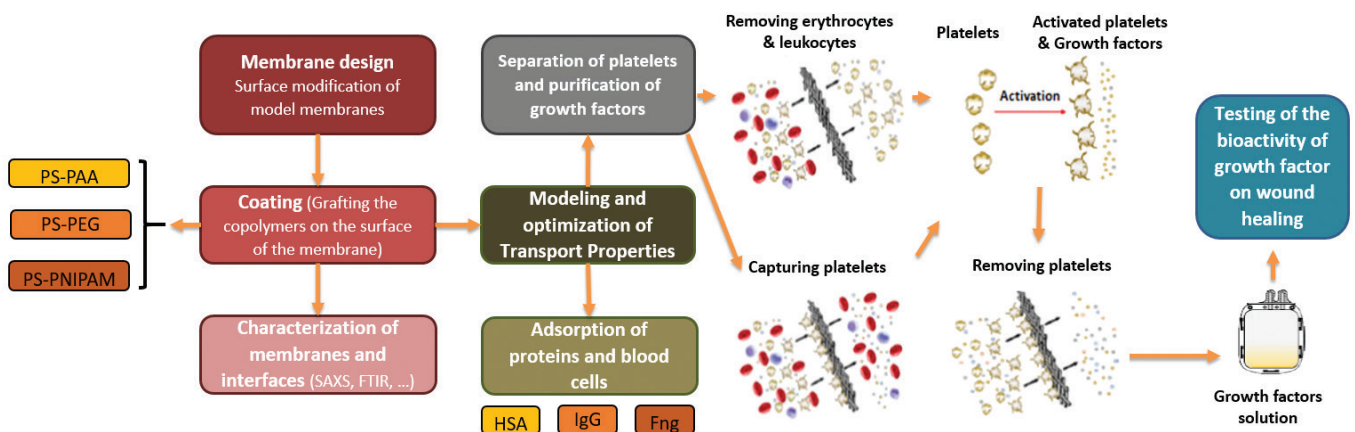 Membrane design
Surface modification of
model membranes
PS-PAA
PS-PEG
PS-PNIPAM
Coating (Grafting the
copolymers on the surface
of the membrane)
Characterization of
membranes and
interfaces (SAXS, FTIR, ...)
Separation of platelets
and purification of
growth factors
Modeling and
optimization of
Transport Properties
Adsorption of
proteins and blood
cells
HSA
IgG
Fng
Removing erythrocytes
& leukocytes
Capturing platelets
Platelets
Activation
Activated platelets
& Growth factors
Removing platelets
Growth factors
solution
Testing of the
bioactivity of
growth factor
on wound
healing